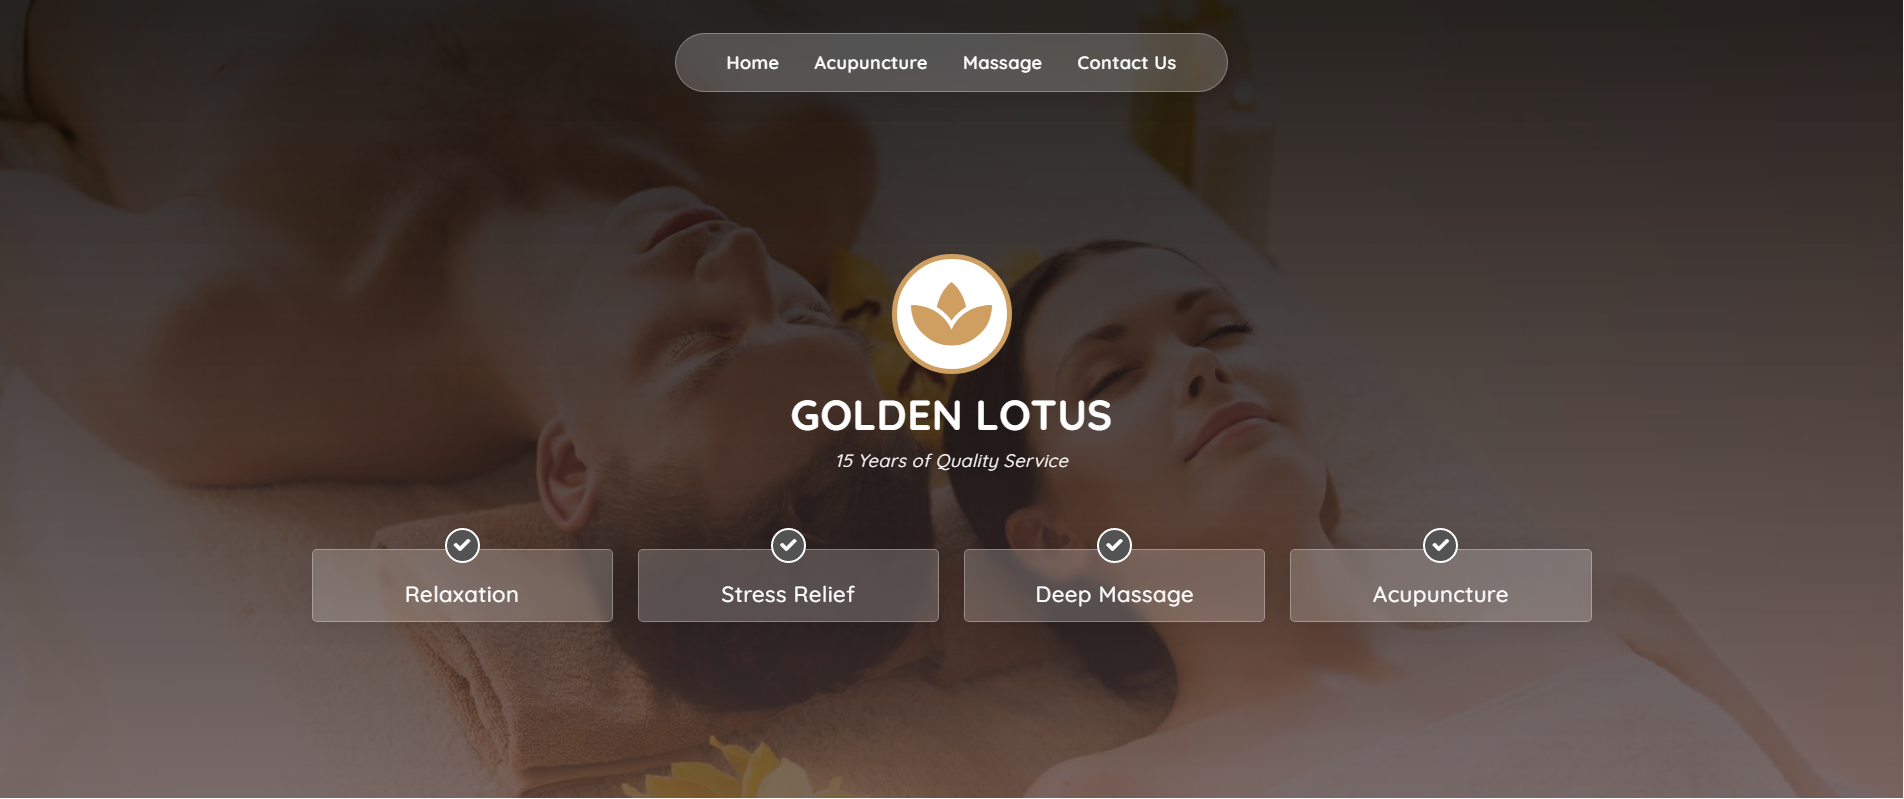 Home Acupuncture Massage Contact Us
GOLDEN LOTUS
15 Years of Quality Service
Relaxation Stress Relief Deep Massage Acupuncture